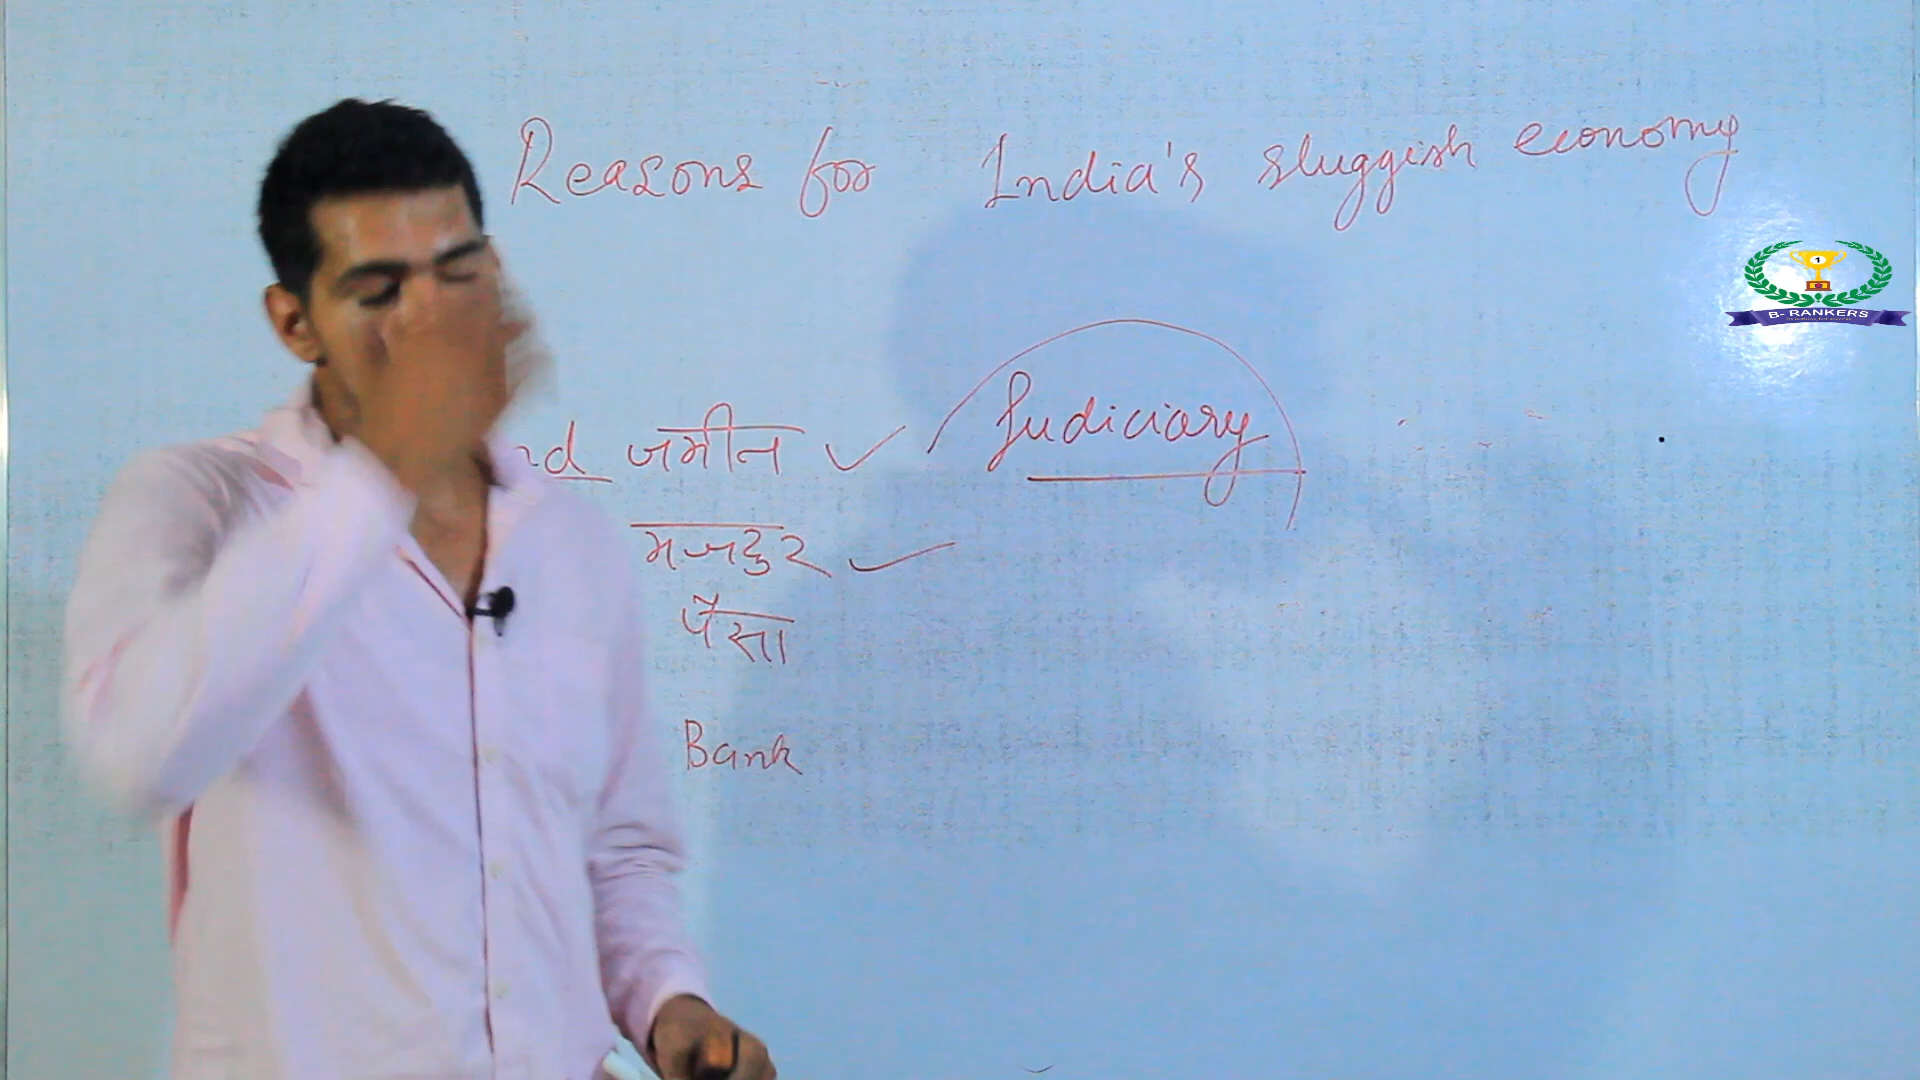 Reasons for India's sluggish economy
B-RANKERS
जमीन ✓ Judiciary
मजदुर ✓
पैसा
Bank